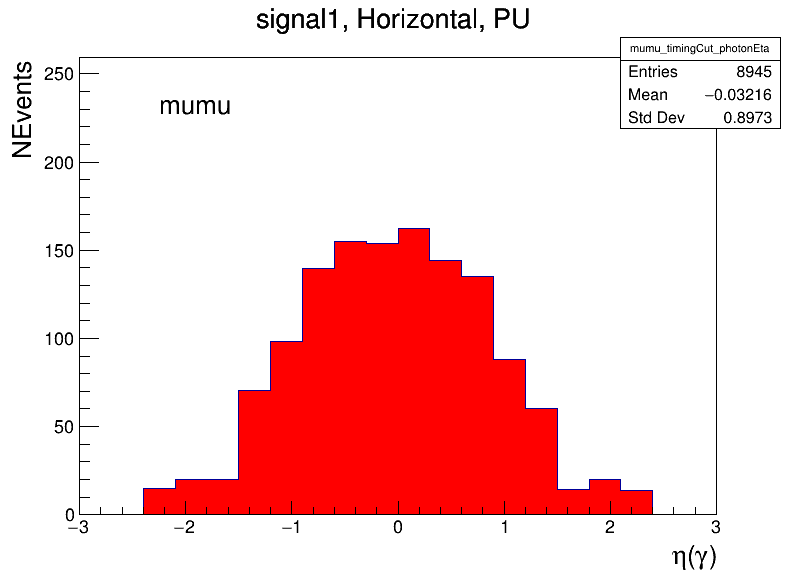 signal1, Horizontal, PU
mumu_timingCut_photonEta
Entries 8945
Mean −0.03216
Std Dev 0.8973
NEvents
mumu
250
200
150
100
50
0
−3 −2 −1 0 1 2 3
η(γ)